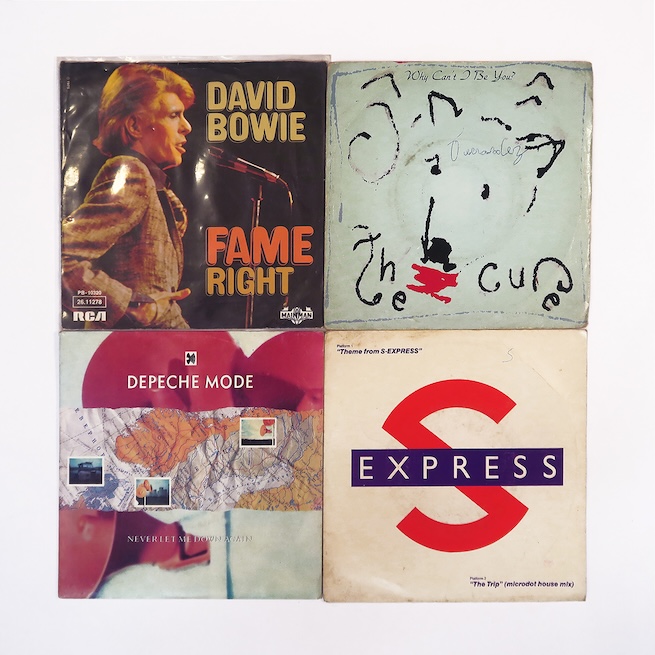 DAVID
BOWIE
FAME
RIGHT
PB-10320
26.11278
RCA
MAINMAN
Why Can't I Be You?
The Cure
DEPECHE MODE
NEVER LET ME DOWN AGAIN
Platform 1
"Theme from S-EXPRESS"
S
S
EXPRESS
Platform 2
"The Trip" (microdot house mix)